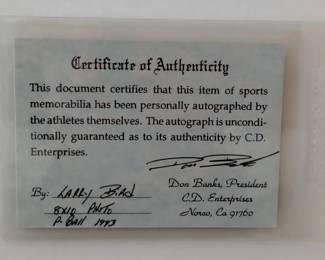 Certificate of Authenticity
This document certifies that this item of sports
memorabilia has been personally autographed by
the athletes themselves. The autograph is uncondi-
tionally guaranteed as to its authenticity by C.D.
Enterprises.
Don Banks, President
C.D. Enterprises
Norco, Ca 91760
By: LARRY BIRD
8x10 PHOTO
P. BALL 1993